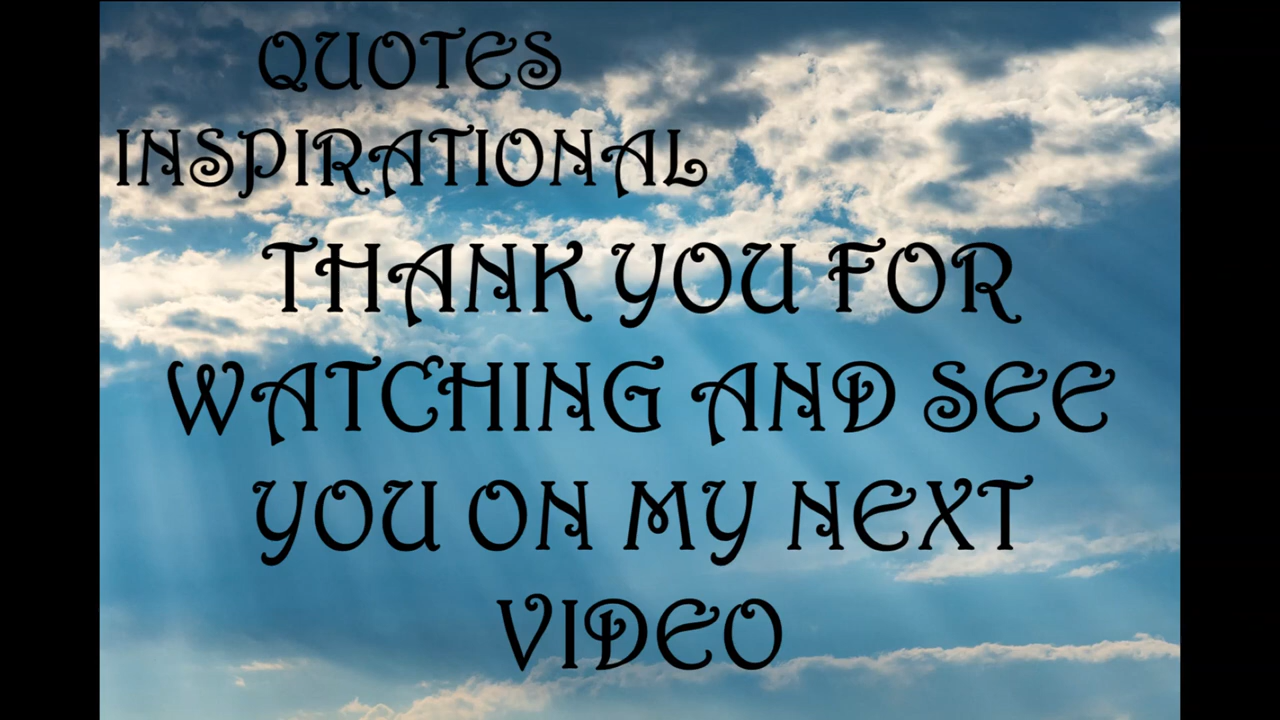 QUOTES
INSPIRATIONAL
THANK YOU FOR
WATCHING AND SEE
YOU ON MY NEXT
VIDEO